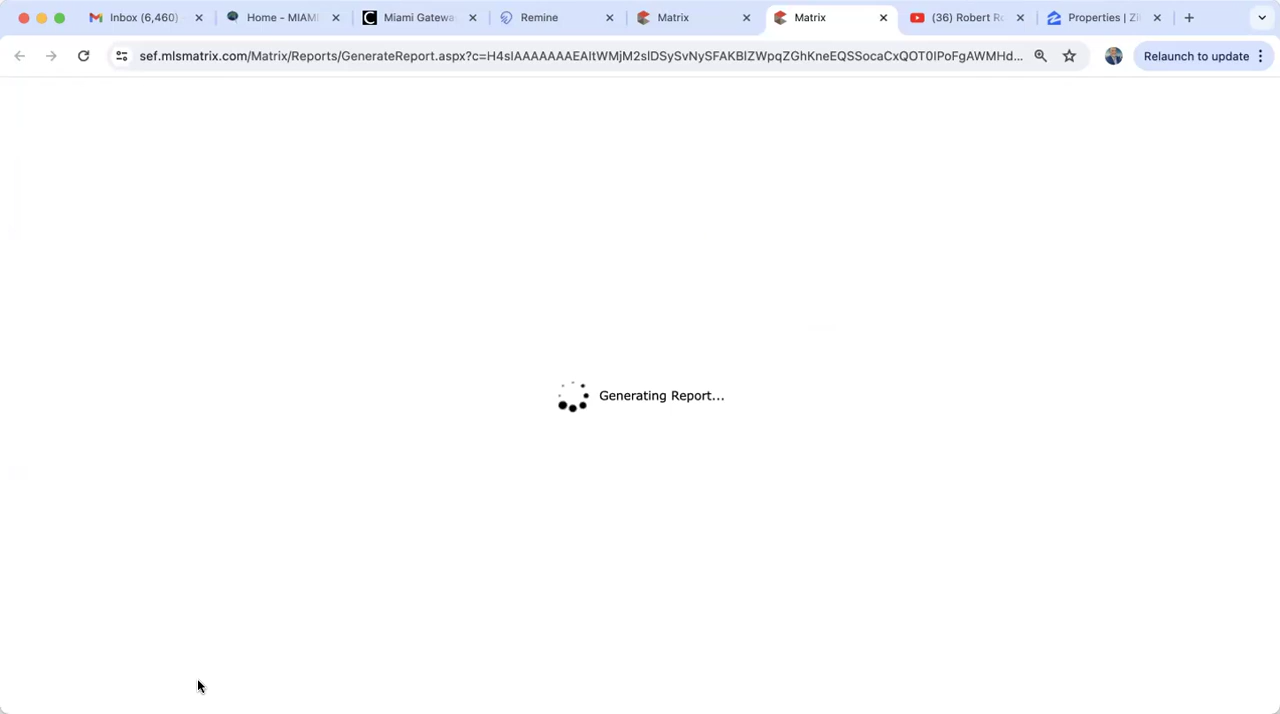 Inbox (6,460)
Home - MIAMI
Miami Gatewa
Remine
Matrix
Matrix
(36) Robert R
Properties | Zi
sef.mlsmatrix.com/Matrix/Reports/GenerateReport.aspx?c=H4sIAAAAAAAEAItWMjM2slDSySvNySFAKBIZWpqZGhKneEQSSocaCxQOT0IPoFgAWMHd...
Relaunch to update
Generating Report...